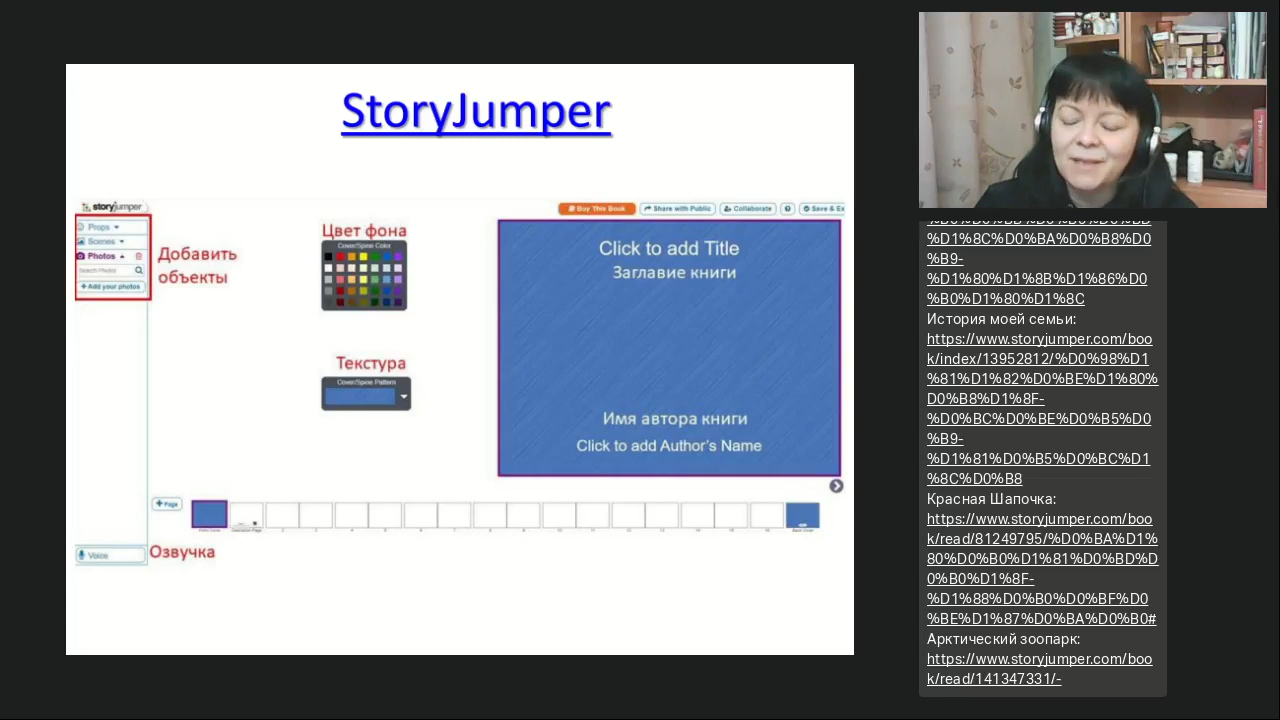 StoryJumper
storyjumper
Buy This Book
Share with Public
Collaborate
Save & Ex
Props
Scenes
Photos
Search Photos
+ Add your photos
Добавить
объекты
Цвет фона
Cover/Spine Color
Текстура
Cover/Spine Pattern
Click to add Title
Заглавие книги
Имя автора книги
Click to add Author's Name
+ Page
Voice
Озвучка
%D1%8C%D0%BA%D0%B8%D0
%B9-
%D1%80%D1%8B%D1%86%D0
%B0%D1%80%D1%8C
История моей семьи:
https://www.storyjumper.com/boo
k/index/13952812/%D0%98%D1
%81%D1%82%D0%BE%D1%80%
D0%B8%D1%8F-
%D0%BC%D0%BE%D0%B5%D0
%B9-
%D1%81%D0%B5%D0%BC%D1
%8C%D0%B8
Красная Шапочка:
https://www.storyjumper.com/boo
k/read/81249795/%D0%BA%D1%
80%D0%B0%D1%81%D0%BD%D
0%B0%D1%8F-
%D1%88%D0%B0%D0%BF%D0
%BE%D1%87%D0%BA%D0%B0#
Арктический зоопарк:
https://www.storyjumper.com/boo
k/read/141347331/-